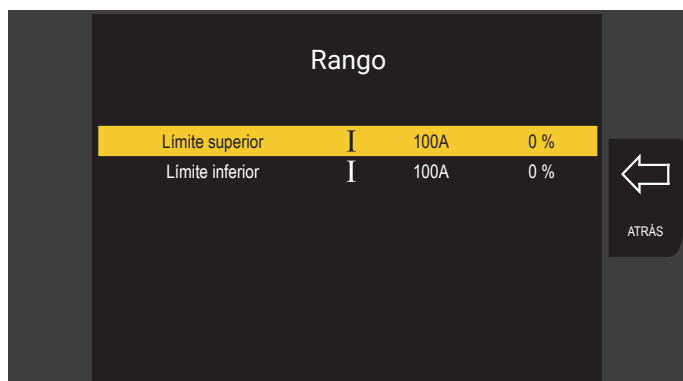 Rango
Límite superior I 100A 0 %
Límite inferior I 100A 0 %
ATRÁS